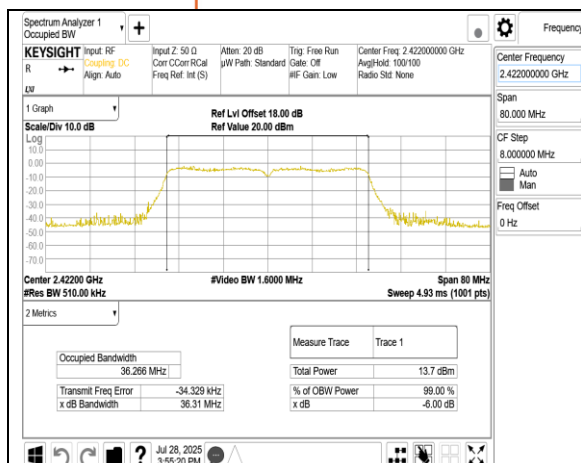 Spectrum Analyzer 1
Occupied BW
Frequency
KEYSIGHT Input: RF Input Z: 50 Ω Atten: 20 dB Trig: Free Run Center Freq: 2.422000000 GHz
R Coupling: DC Corr CCorr RCal µW Path: Standard Gate: Off Avg|Hold: 100/100
Align: Auto Freq Ref: Int (S) #IF Gain: Low Radio Std: None
LXI
Center Frequency
2.422000000 GHz
Span
80.000 MHz
CF Step
8.000000 MHz
Auto
Man
Freq Offset
0 Hz
1 Graph
Scale/Div 10.0 dB
Ref Lvl Offset 18.00 dB
Ref Value 20.00 dBm
Log
10.0
0.00
-10.0
-20.0
-30.0
-40.0
-50.0
-60.0
-70.0
Center 2.42200 GHz #Video BW 1.6000 MHz Span 80 MHz
#Res BW 510.00 kHz Sweep 4.93 ms (1001 pts)
2 Metrics
Measure Trace Trace 1
Occupied Bandwidth
36.266 MHz
Total Power 13.7 dBm
Transmit Freq Error -34.329 kHz % of OBW Power 99.00 %
x dB Bandwidth 36.31 MHz x dB -6.00 dB
Jul 28, 2025
3:55:20 PM